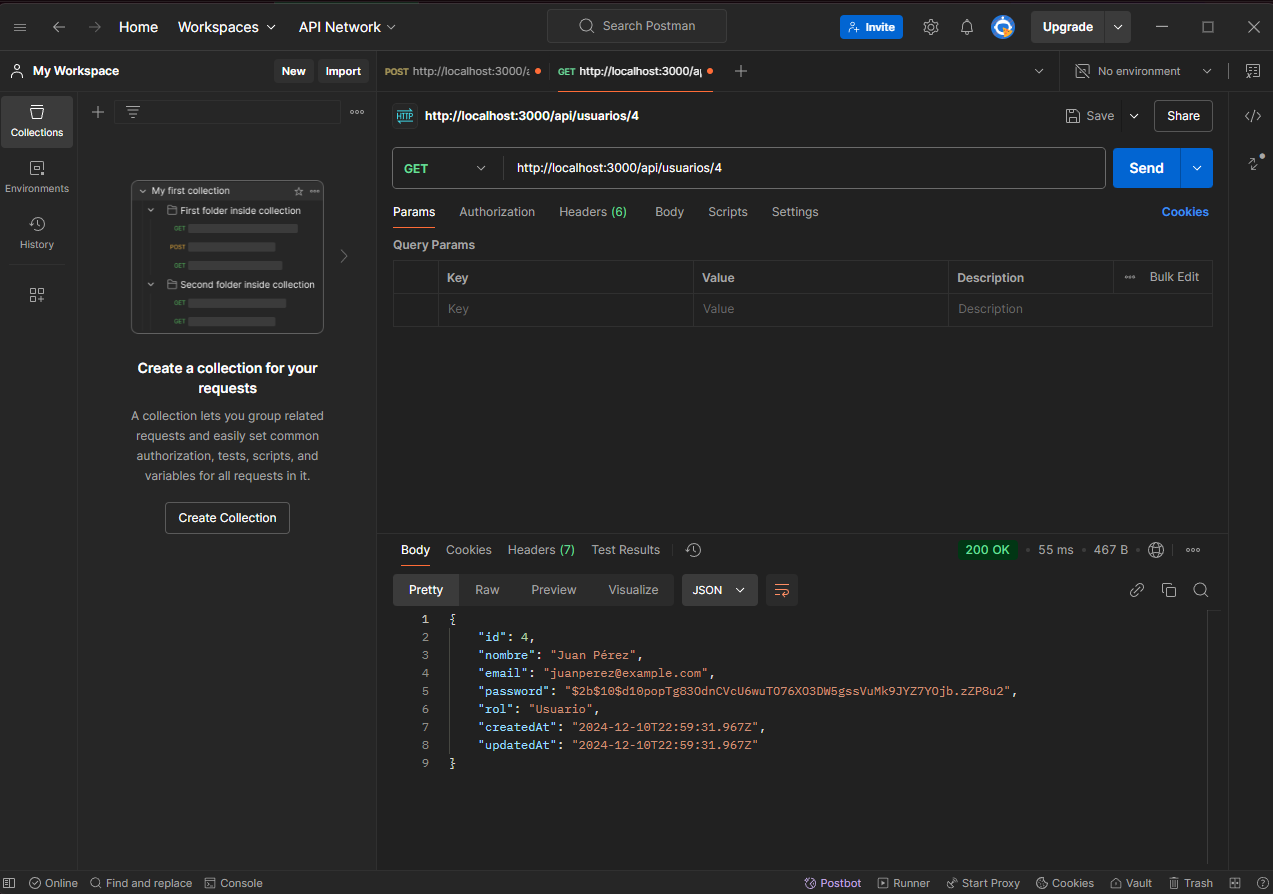 Home Workspaces API Network Search Postman Invite Upgrade
My Workspace New Import POST http://localhost:3000/a GET http://localhost:3000/a No environment
Collections
Environments
History
My first collection
First folder inside collection
GET
POST
GET
Second folder inside collection
GET
GET
Create a collection for your
requests
A collection lets you group related
requests and easily set common
authorization, tests, scripts, and
variables for all requests in it.
Create Collection
HTTP http://localhost:3000/api/usuarios/4 Save Share
GET http://localhost:3000/api/usuarios/4 Send
Params Authorization Headers (6) Body Scripts Settings Cookies
Query Params
Key Value Description Bulk Edit
Key Value Description
Body Cookies Headers (7) Test Results 200 OK 55 ms 467 B
Pretty Raw Preview Visualize JSON
1 {
2 "id": 4,
3 "nombre": "Juan Pérez",
4 "email": "juanperez@example.com",
5 "password": "$2b$10$d10popTg83OdnCVcU6wuTO76XO3DW5gssVuMk9JYZ7YOjb.zZP8u2",
6 "rol": "Usuario",
7 "createdAt": "2024-12-10T22:59:31.967Z",
8 "updatedAt": "2024-12-10T22:59:31.967Z"
9 }
Online Find and replace Console Postbot Runner Start Proxy Cookies Vault Trash